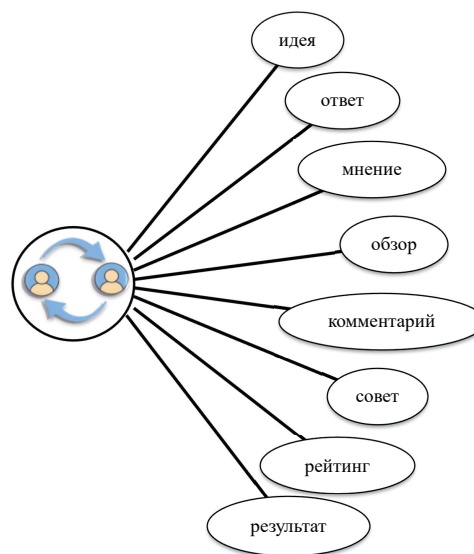 идея
ответ
мнение
обзор
комментарий
совет
рейтинг
результат